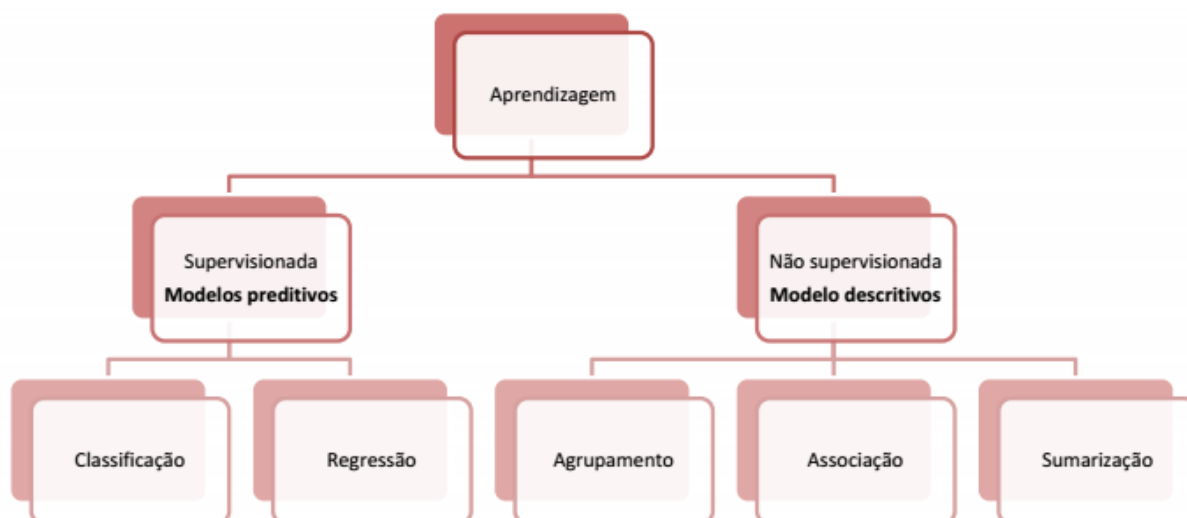 Aprendizagem
Supervisionada
Modelos preditivos
Não supervisionada
Modelo descritivos
Classificação
Regressão
Agrupamento
Associação
Sumarização